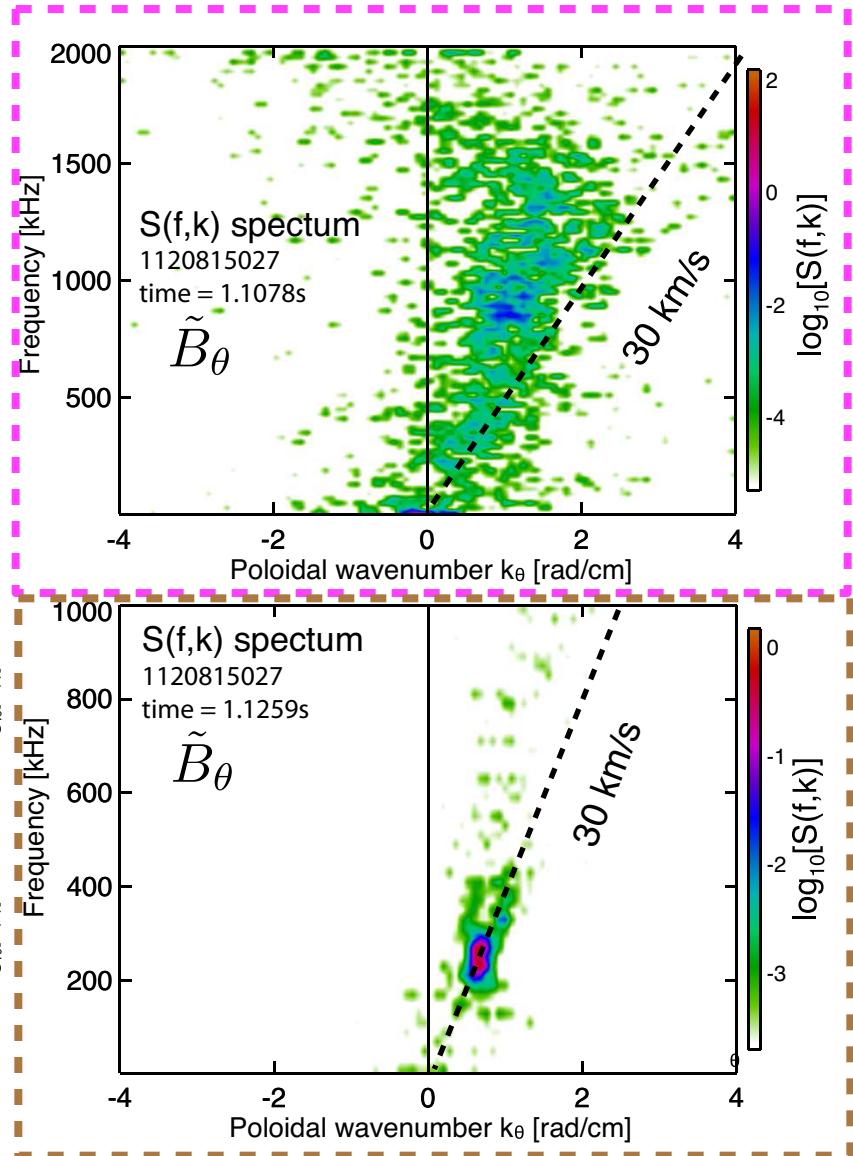 2000
1500
1000
500
Frequency [kHz]
S(f,k) spectum
1120815027
time = 1.1078s
B̃θ
30 km/s
2
0
-2
-4
log10[S(f,k)]
-4 -2 0 2 4
Poloidal wavenumber kθ [rad/cm]
1000
800
600
400
200
Frequency [kHz]
S(f,k) spectum
1120815027
time = 1.1259s
B̃θ
30 km/s
0
-1
-2
-3
log10[S(f,k)]
θ
-4 -2 0 2 4
Poloidal wavenumber kθ [rad/cm]